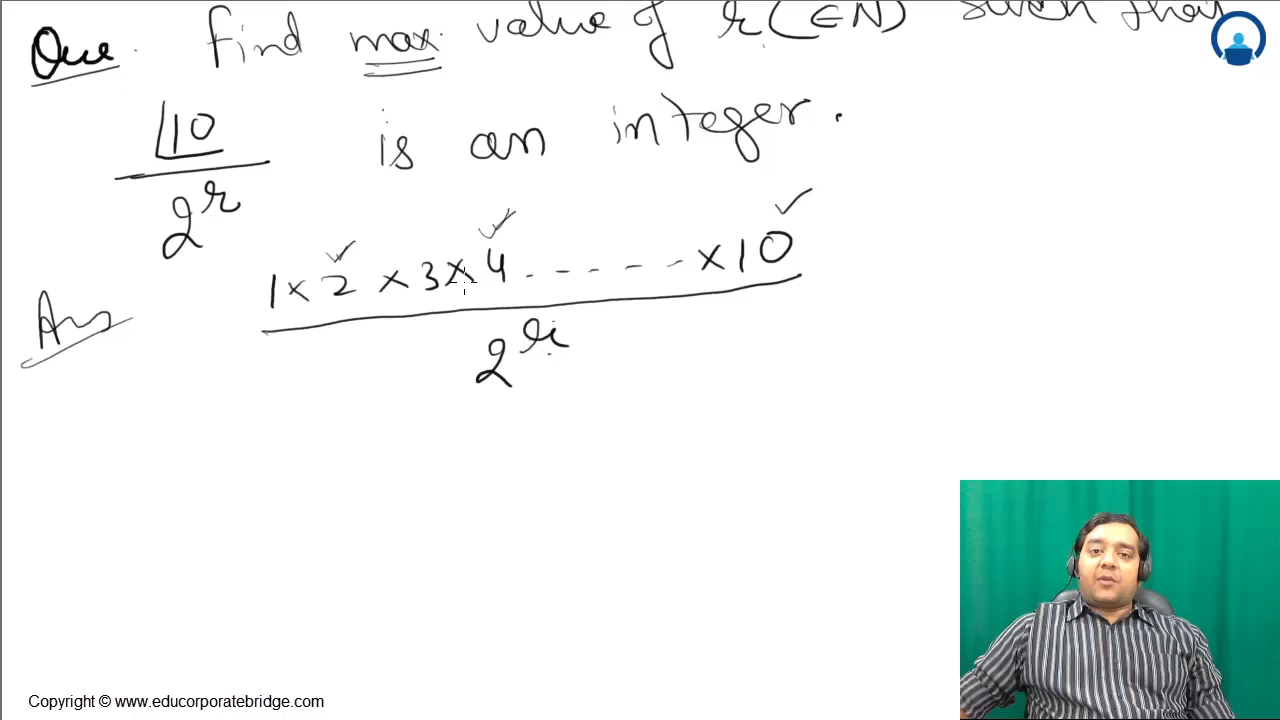 Que. Find max. value of r (∈N) such that
⌊10 / 2^r is an integer.
Ans 1 × 2 × 3 × 4 - - - - - - × 10 / 2^r
Copyright © www.educorporatebridge.com